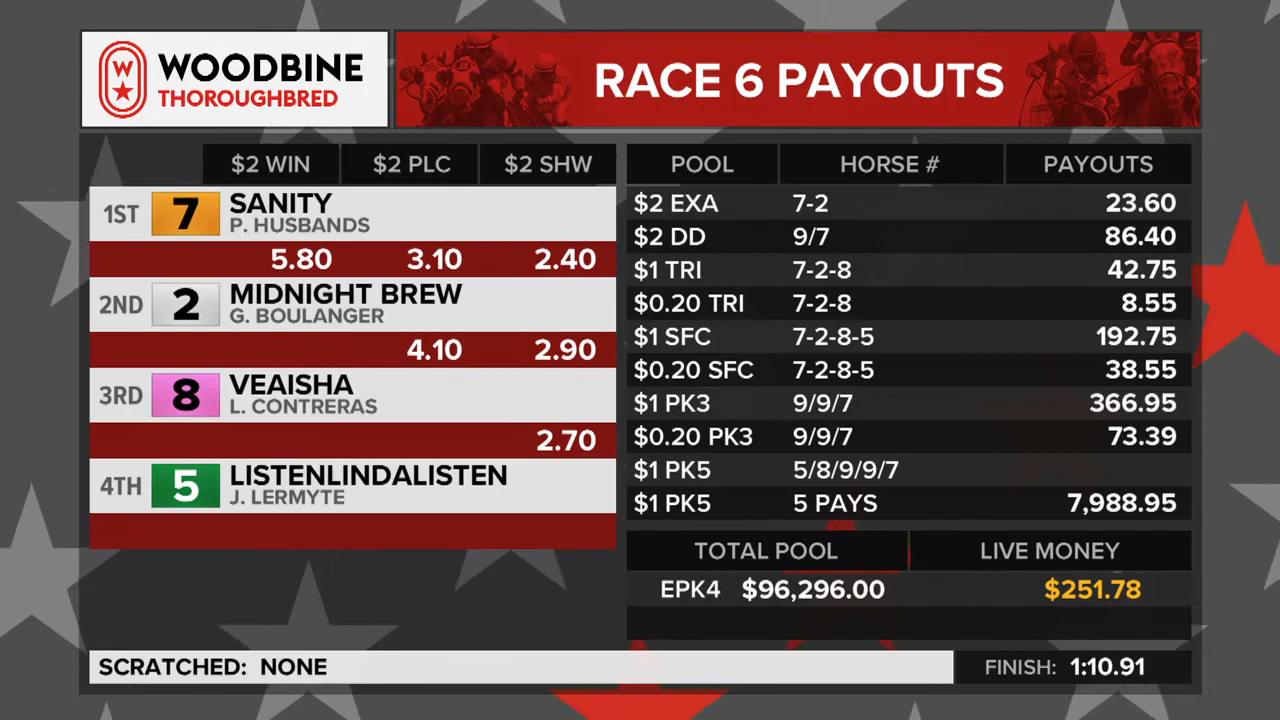 W
WOODBINE
THOROUGHBRED
RACE 6 PAYOUTS
$2 WIN $2 PLC $2 SHW
1ST 7 SANITY
P. HUSBANDS
5.80 3.10 2.40
2ND 2 MIDNIGHT BREW
G. BOULANGER
4.10 2.90
3RD 8 VEAISHA
L. CONTRERAS
2.70
4TH 5 LISTENLINDALISTEN
J. LERMYTE
POOL HORSE # PAYOUTS
$2 EXA 7-2 23.60
$2 DD 9/7 86.40
$1 TRI 7-2-8 42.75
$0.20 TRI 7-2-8 8.55
$1 SFC 7-2-8-5 192.75
$0.20 SFC 7-2-8-5 38.55
$1 PK3 9/9/7 366.95
$0.20 PK3 9/9/7 73.39
$1 PK5 5/8/9/9/7
$1 PK5 5 PAYS 7,988.95
TOTAL POOL LIVE MONEY
EPK4 $96,296.00 $251.78
SCRATCHED: NONE
FINISH: 1:10.91